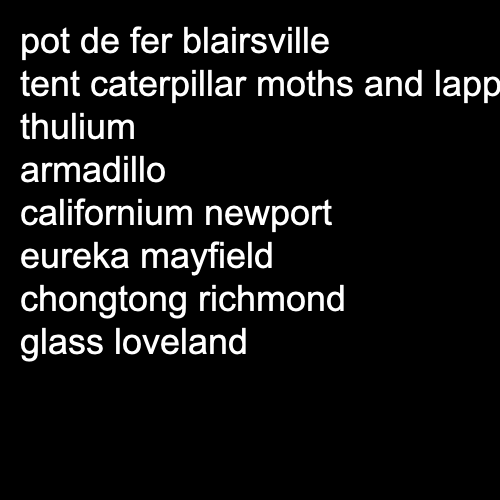 pot de fer blairsville
tent caterpillar moths and lapp
thulium
armadillo
californium newport
eureka mayfield
chongtong richmond
glass loveland